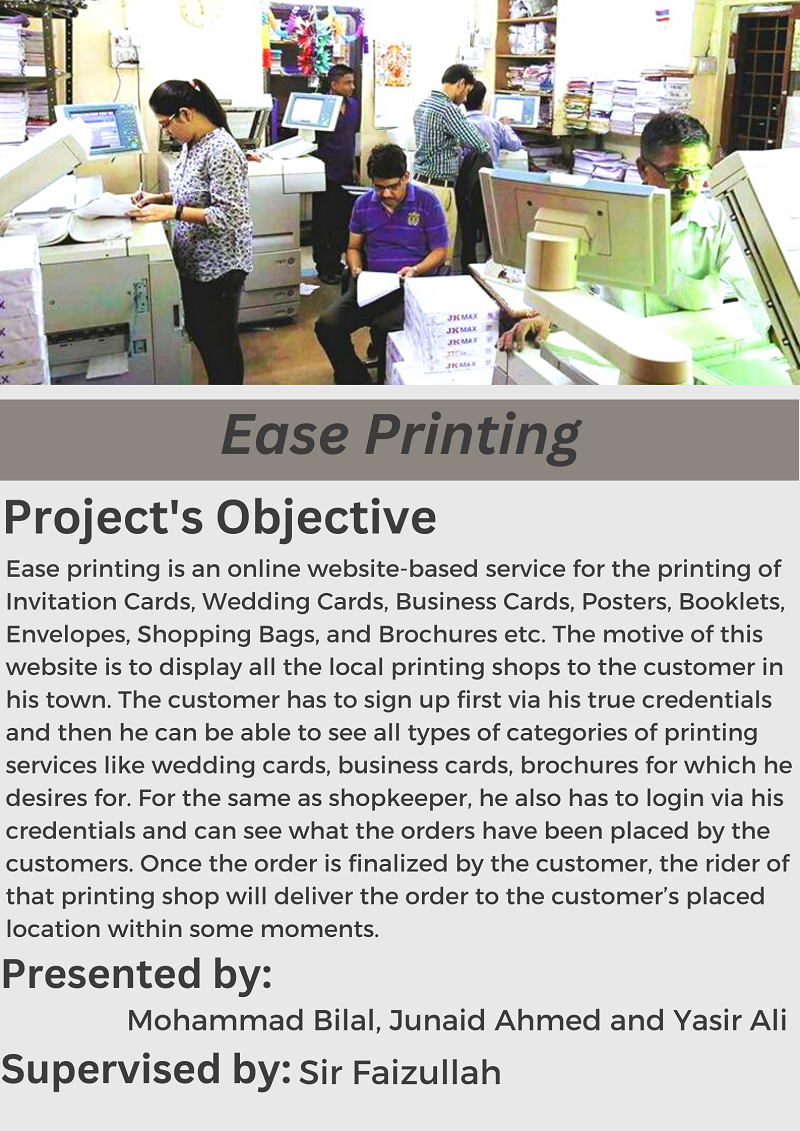 JK MAX
JK MAX
JK MAX
JK MAX
Ease Printing
Project's Objective
Ease printing is an online website-based service for the printing of
Invitation Cards, Wedding Cards, Business Cards, Posters, Booklets,
Envelopes, Shopping Bags, and Brochures etc. The motive of this
website is to display all the local printing shops to the customer in
his town. The customer has to sign up first via his true credentials
and then he can be able to see all types of categories of printing
services like wedding cards, business cards, brochures for which he
desires for. For the same as shopkeeper, he also has to login via his
credentials and can see what the orders have been placed by the
customers. Once the order is finalized by the customer, the rider of
that printing shop will deliver the order to the customer’s placed
location within some moments.
Presented by:
Mohammad Bilal, Junaid Ahmed and Yasir Ali
Supervised by: Sir Faizullah